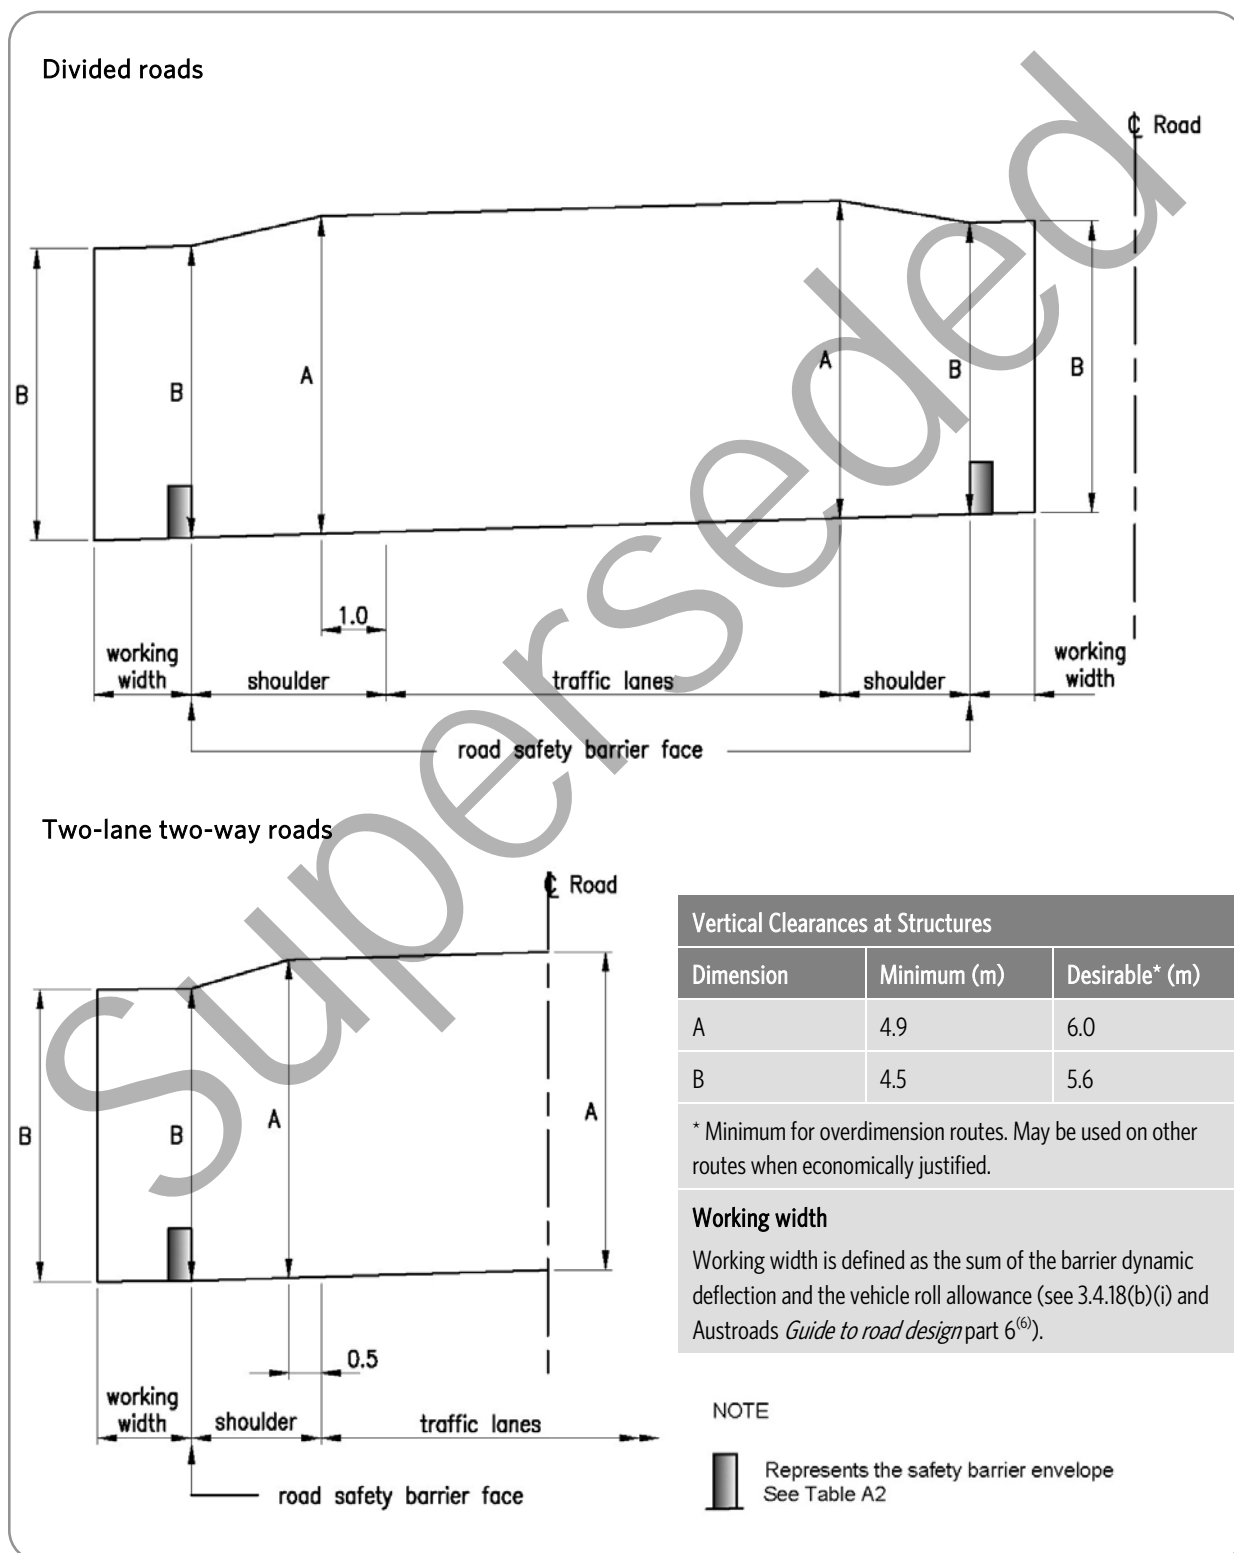 Divided roads
℄ Road
B
B
A
A
B
B
1.0
working
width
shoulder
traffic lanes
shoulder
working
width
road safety barrier face
Superseded
Two-lane two-way roads
℄ Road
B
B
A
A
0.5
working
width
shoulder
traffic lanes
road safety barrier face
Vertical Clearances at Structures
Dimension Minimum (m) Desirable* (m)
A 4.9 6.0
B 4.5 5.6
* Minimum for overdimension routes. May be used on other
routes when economically justified.
Working width
Working width is defined as the sum of the barrier dynamic
deflection and the vehicle roll allowance (see 3.4.18(b)(i) and
Austroads Guide to road design part 6(6)).
NOTE
Represents the safety barrier envelope
See Table A2